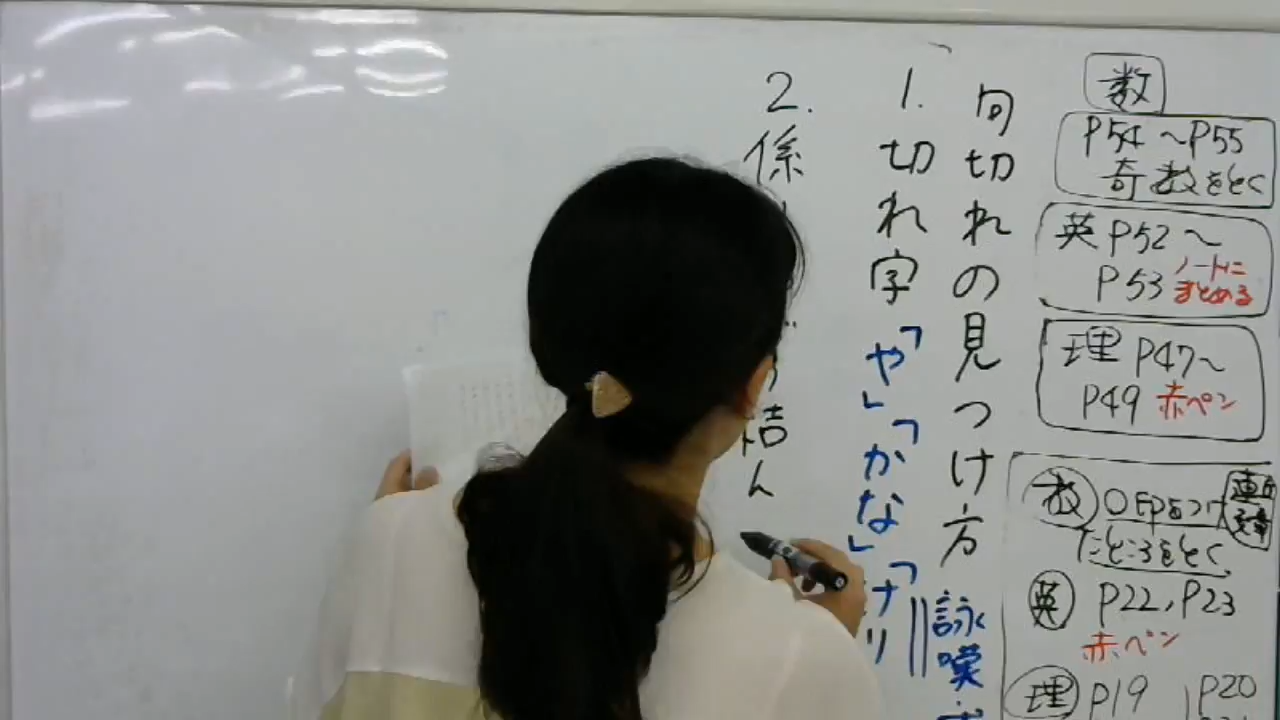 数
P54～P55
奇数をとく
英 P52～
P53 ノートに
まとめる
理 P47～
P49 赤ペン
数 ○印をつけ
たところをとく
英 P22, P23
赤ペン
理 P19 P20
句切れの見つけ方
詠嘆
1. 切れ字「や」「かな」「けり
2. 係 結ん